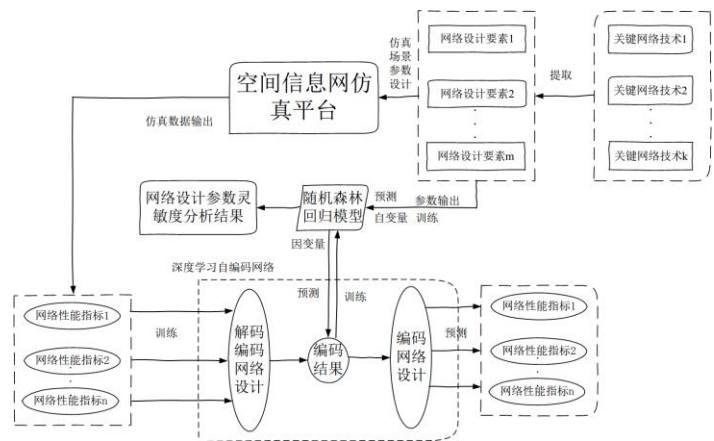 网络设计要素1
网络设计要素2
网络设计要素m
关键网络技术1
关键网络技术2
关键网络技术k
提取
仿真
场景
参数
设计
空间信息网仿
真平台
仿真数据输出
网络设计参数灵
敏度分析结果
随机森林
回归模型
预测
参数输出
自变量
训练
因变量
深度学习自编码网络
预测
训练
网络性能指标1
网络性能指标2
网络性能指标n
训练
解码
编码
网络
设计
编码
结果
编码
网络
设计
预测
网络性能指标1
网络性能指标2
网络性能指标n